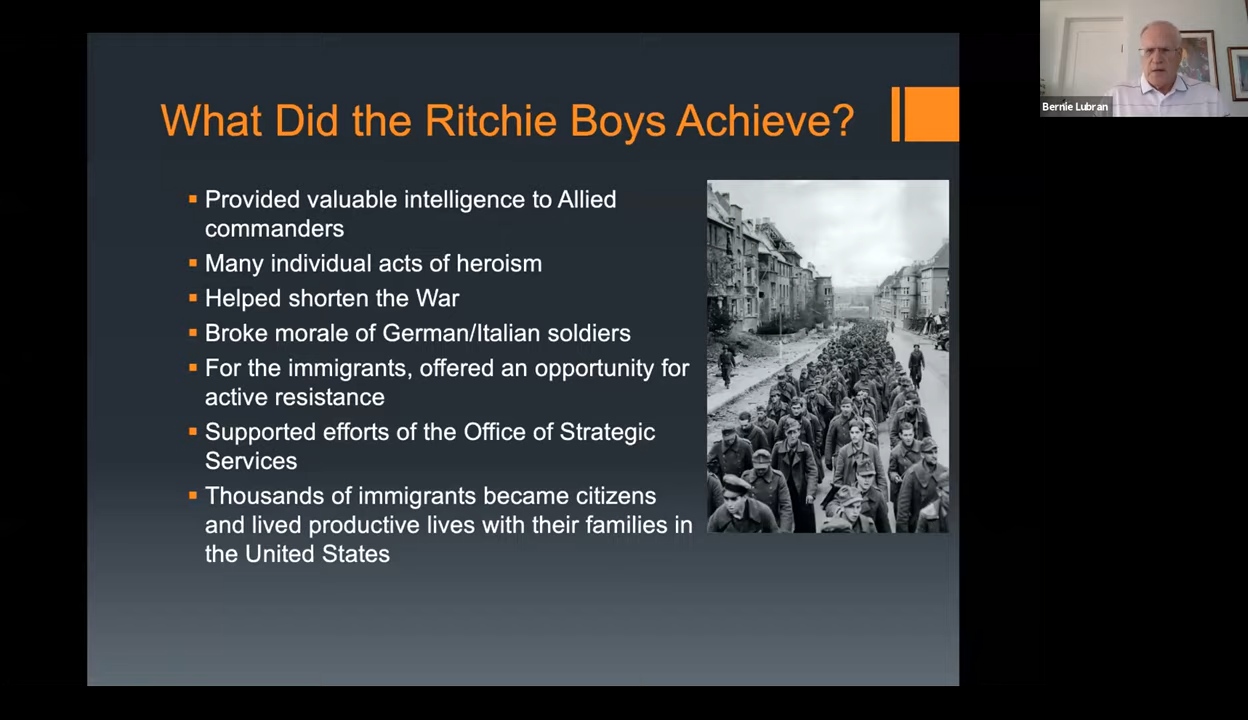 What Did the Ritchie Boys Achieve?
Provided valuable intelligence to Allied
commanders
Many individual acts of heroism
Helped shorten the War
Broke morale of German/Italian soldiers
For the immigrants, offered an opportunity for
active resistance
Supported efforts of the Office of Strategic
Services
Thousands of immigrants became citizens
and lived productive lives with their families in
the United States
Bernie Lubran